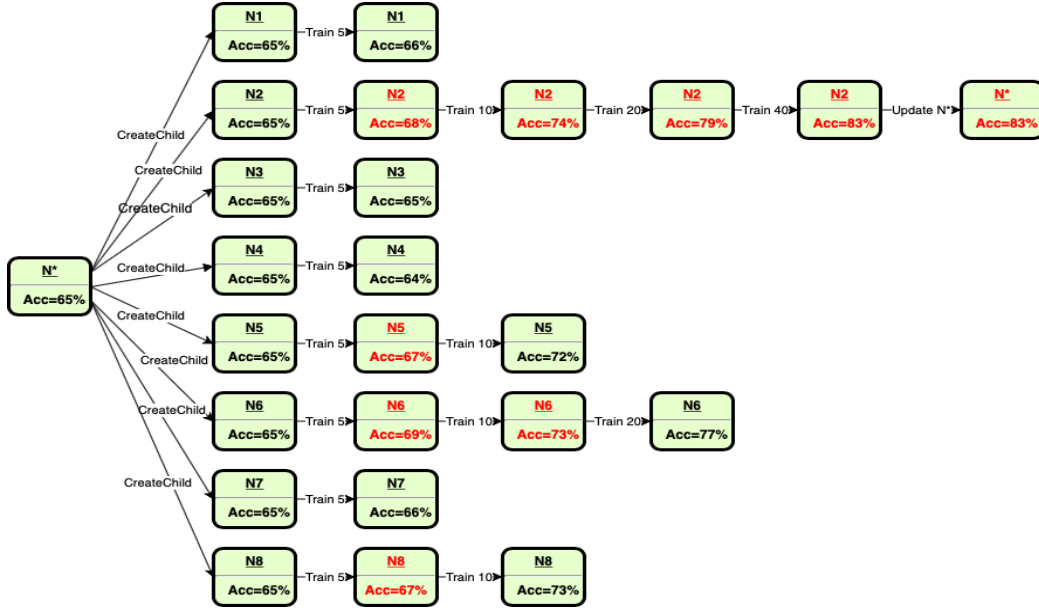 N1
Acc=65%
Train 5
N1
Acc=66%
CreateChild
N2
Acc=65%
Train 5
N2
Acc=68%
Train 10
N2
Acc=74%
Train 20
N2
Acc=79%
Train 40
N2
Acc=83%
Update N*
N*
Acc=83%
CreateChild
N3
Acc=65%
Train 5
N3
Acc=65%
CreateChild
N*
Acc=65%
CreateChild
N4
Acc=65%
Train 5
N4
Acc=64%
CreateChild
N5
Acc=65%
Train 5
N5
Acc=67%
Train 10
N5
Acc=72%
CreateChild
N6
Acc=65%
Train 5
N6
Acc=69%
Train 10
N6
Acc=73%
Train 20
N6
Acc=77%
CreateChild
N7
Acc=65%
Train 5
N7
Acc=66%
CreateChild
N8
Acc=65%
Train 5
N8
Acc=67%
Train 10
N8
Acc=73%